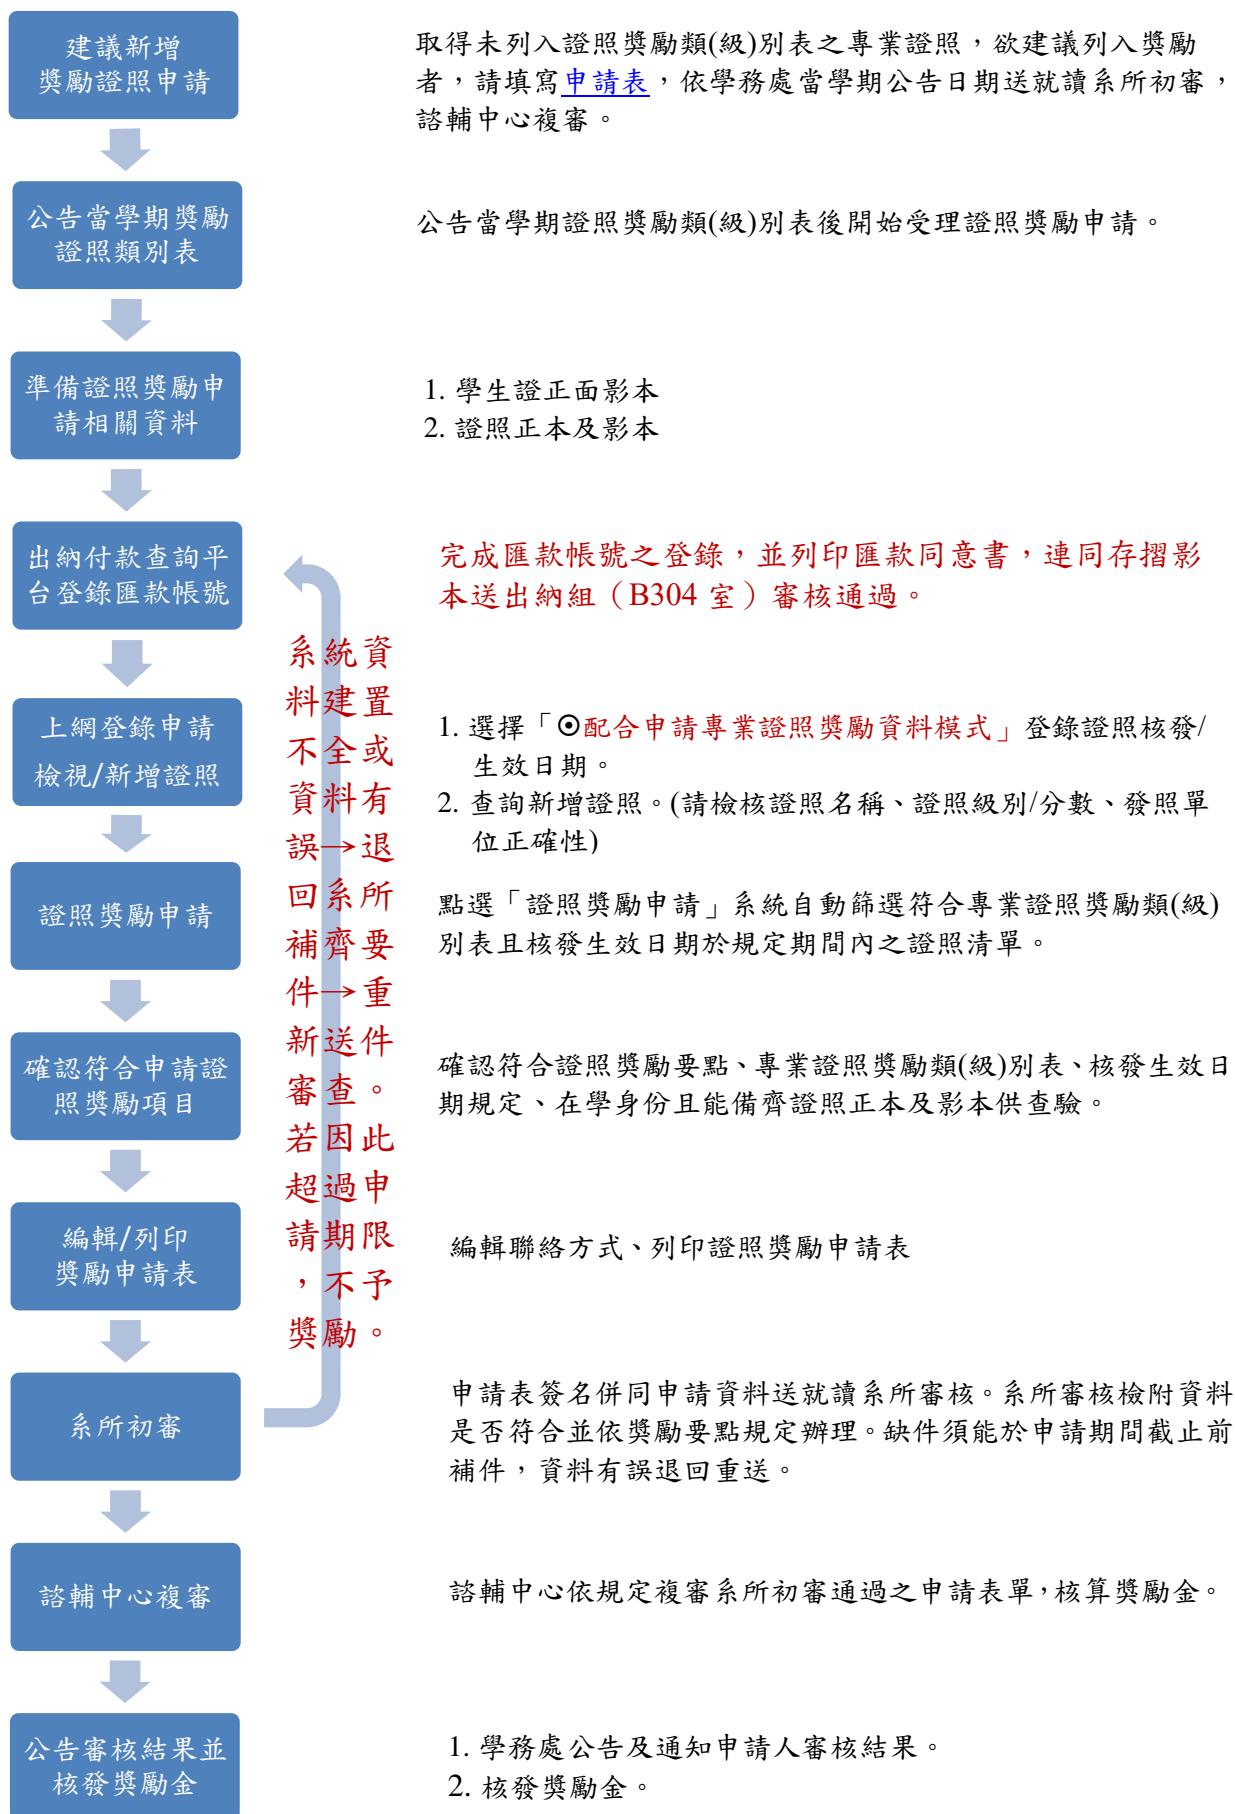 建議新增
獎勵證照申請
取得未列入證照獎勵類(級)別表之專業證照，欲建議列入獎勵
者，請填寫申請表，依學務處當學期公告日期送就讀系所初審，
諮輔中心複審。
公告當學期獎勵
證照類別表
公告當學期證照獎勵類(級)別表後開始受理證照獎勵申請。
準備證照獎勵申
請相關資料
1. 學生證正面影本
2. 證照正本及影本
出納付款查詢平
台登錄匯款帳號
完成匯款帳號之登錄，並列印匯款同意書，連同存摺影
本送出納組（B304 室）審核通過。
系統資
料建置
不全或
資料有
誤→退
回系所
補齊要
件→重
新送件
審查。
若因此
超過申
請期限
，不予
獎勵。
上網登錄申請
檢視/新增證照
1. 選擇「⊙配合申請專業證照獎勵資料模式」登錄證照核發/
生效日期。
2. 查詢新增證照。(請檢核證照名稱、證照級別/分數、發照單
位正確性)
證照獎勵申請
點選「證照獎勵申請」系統自動篩選符合專業證照獎勵類(級)
別表且核發生效日期於規定期間內之證照清單。
確認符合申請證
照獎勵項目
確認符合證照獎勵要點、專業證照獎勵類(級)別表、核發生效日
期規定、在學身份且能備齊證照正本及影本供查驗。
編輯/列印
獎勵申請表
編輯聯絡方式、列印證照獎勵申請表
系所初審
申請表簽名併同申請資料送就讀系所審核。系所審核檢附資料
是否符合並依獎勵要點規定辦理。缺件須能於申請期間截止前
補件，資料有誤退回重送。
諮輔中心複審
諮輔中心依規定複審系所初審通過之申請表單，核算獎勵金。
公告審核結果並
核發獎勵金
1. 學務處公告及通知申請人審核結果。
2. 核發獎勵金。